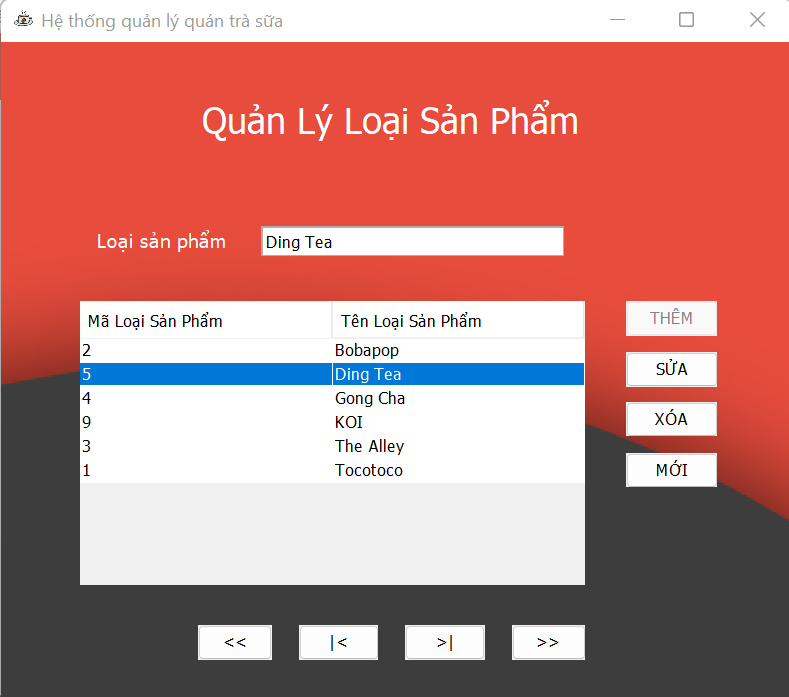 Hệ thống quản lý quán trà sữa
Quản Lý Loại Sản Phẩm
Loại sản phẩm Ding Tea
Mã Loại Sản Phẩm Tên Loại Sản Phẩm THÊM
2 Bobapop
5 Ding Tea SỬA
4 Gong Cha
9 KOI XÓA
3 The Alley
1 Tocotoco MỚI
<< |< >| >>